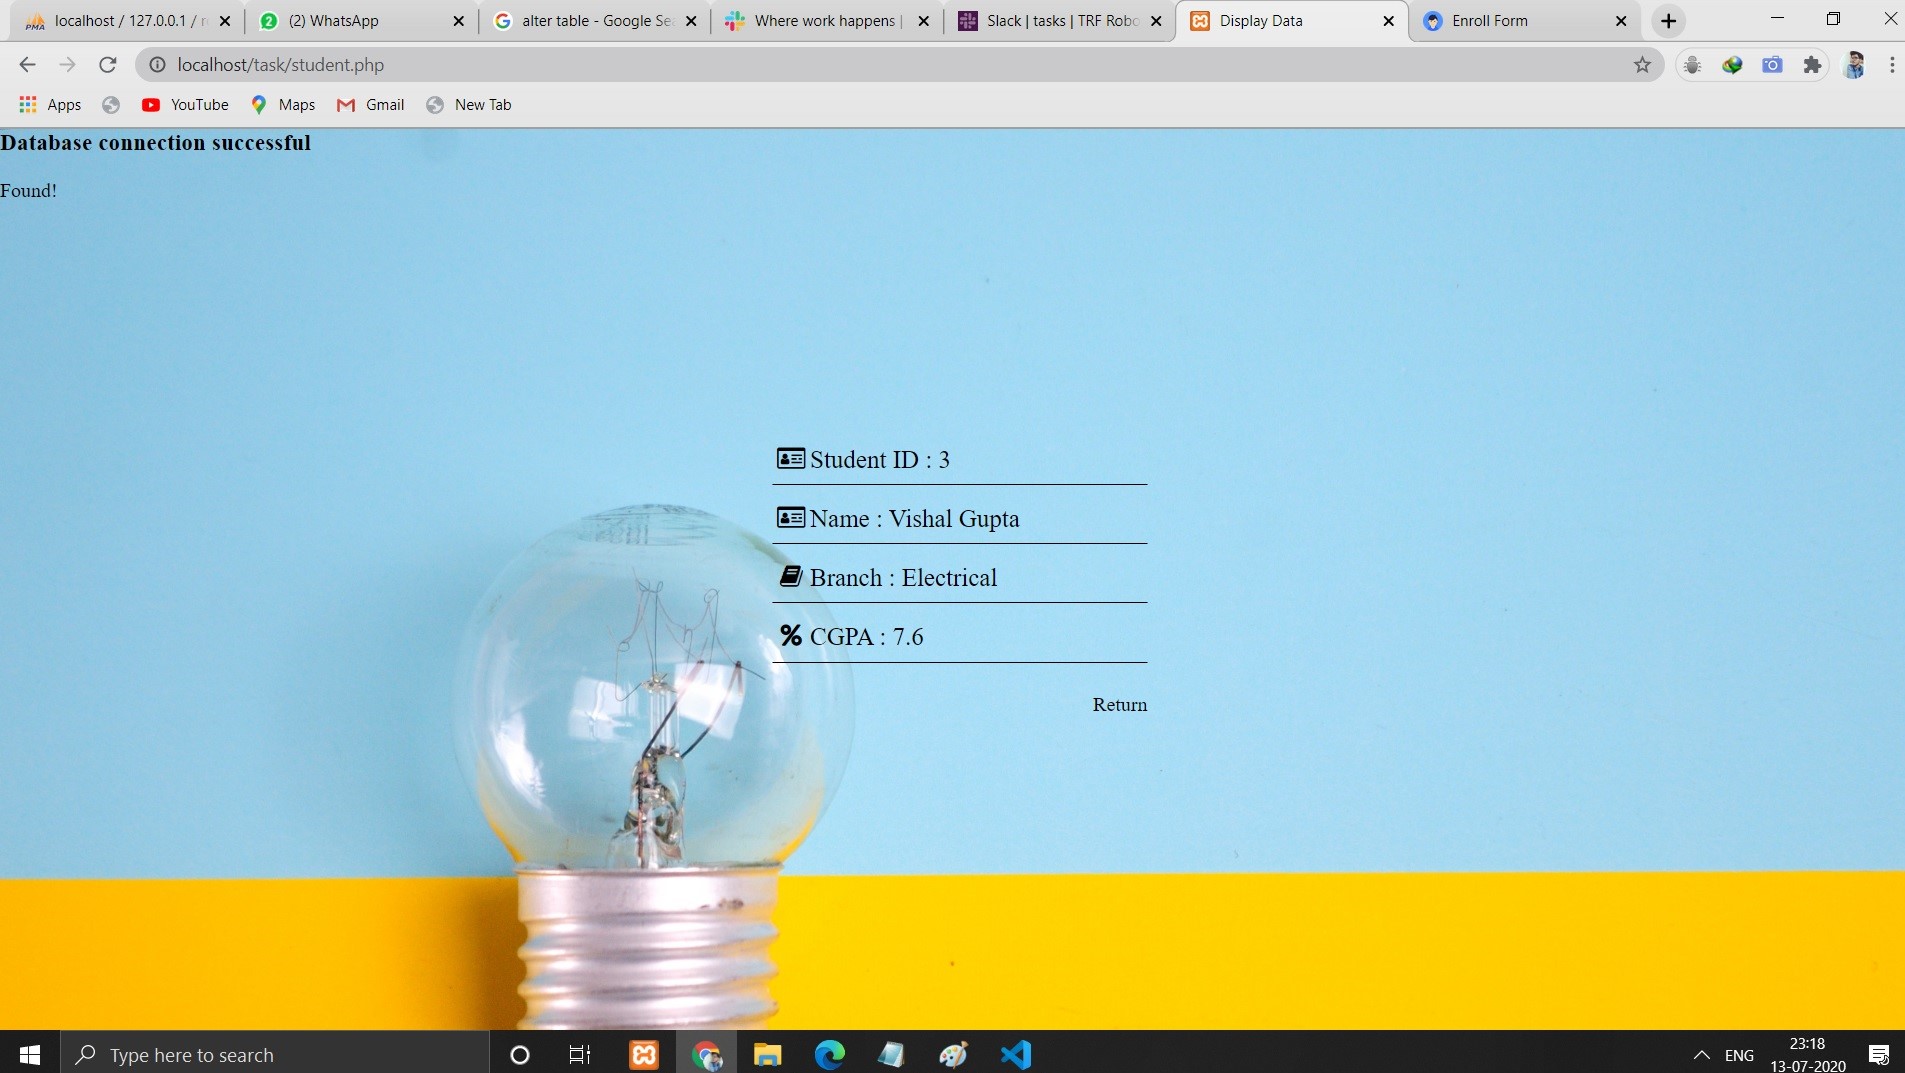 localhost / 127.0.0.1 /
(2) WhatsApp
alter table - Google Se
Where work happens |
Slack | tasks | TRF Robo
Display Data
Enroll Form
localhost/task/student.php
Apps
YouTube
Maps
Gmail
New Tab
Database connection successful
Found!
Student ID : 3
Name : Vishal Gupta
Branch : Electrical
% CGPA : 7.6
Return
Type here to search
ENG
23:18
13-07-2020